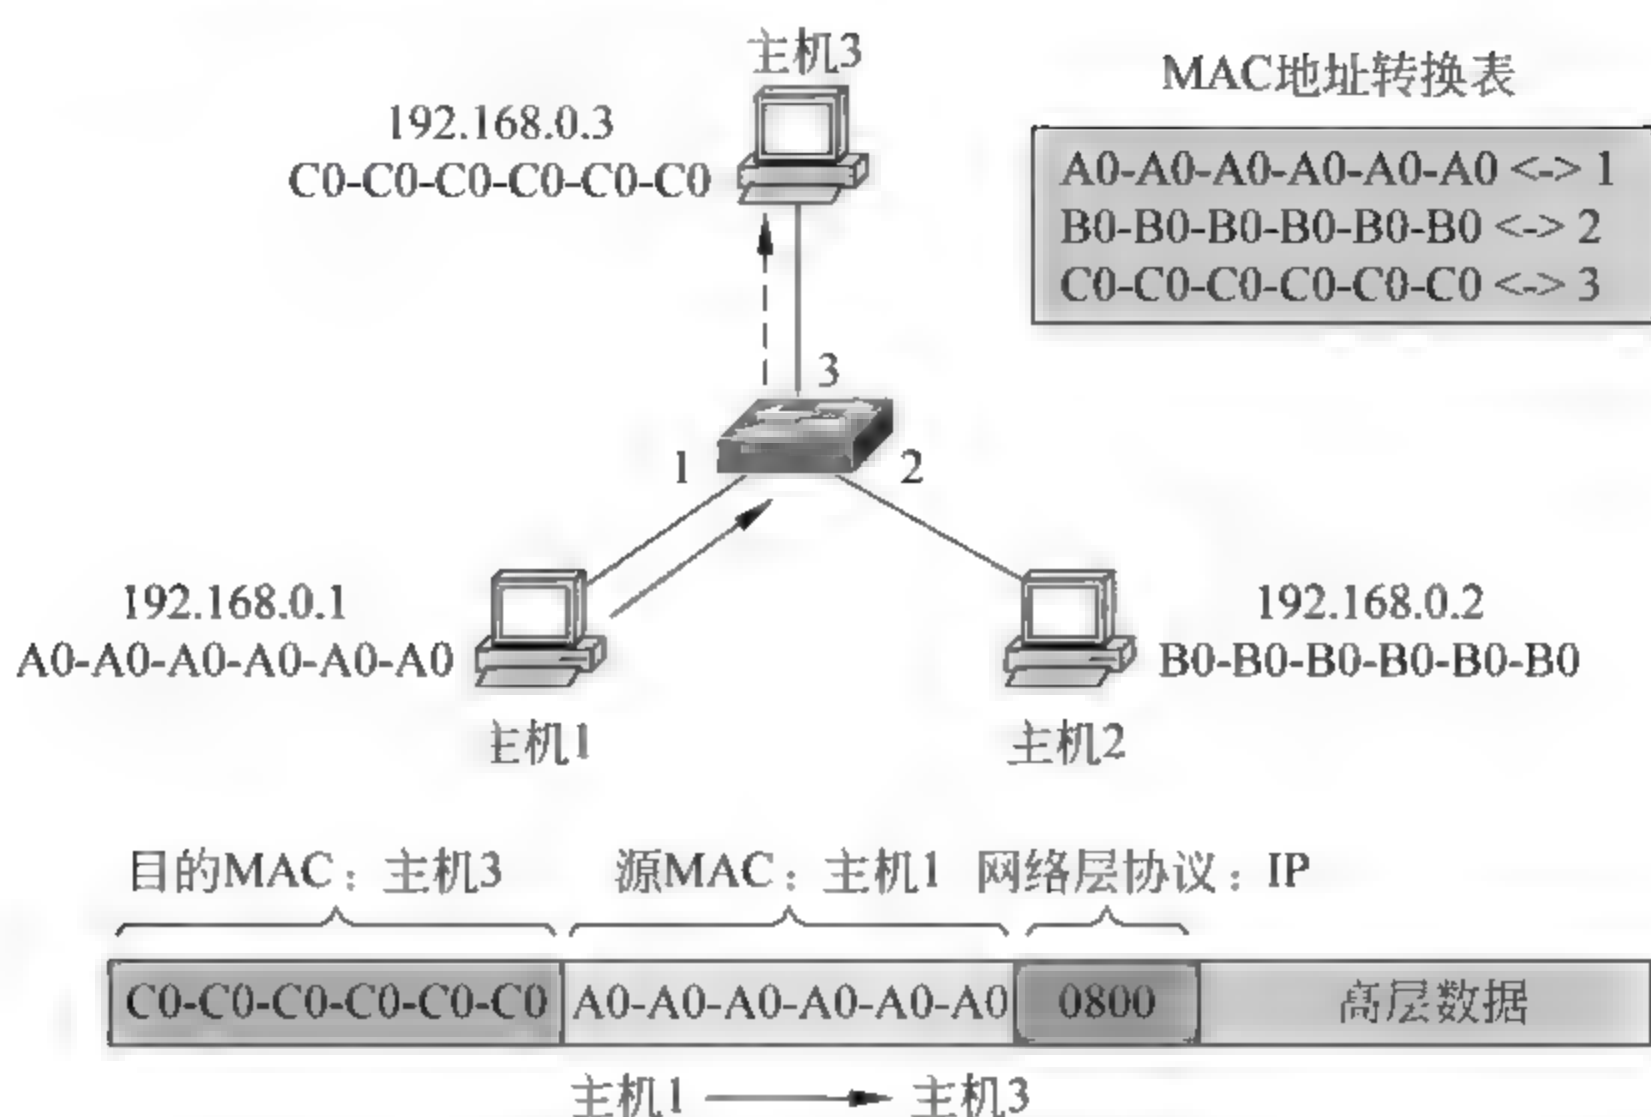 主机3
192.168.0.3
C0-C0-C0-C0-C0-C0
MAC地址转换表
A0-A0-A0-A0-A0-A0 <-> 1
B0-B0-B0-B0-B0-B0 <-> 2
C0-C0-C0-C0-C0-C0 <-> 3
3
1
2
192.168.0.1
A0-A0-A0-A0-A0-A0
主机1
192.168.0.2
B0-B0-B0-B0-B0-B0
主机2
目的MAC：主机3
源MAC：主机1
网络层协议：IP
C0-C0-C0-C0-C0-C0
A0-A0-A0-A0-A0-A0
0800
高层数据
主机1
主机3